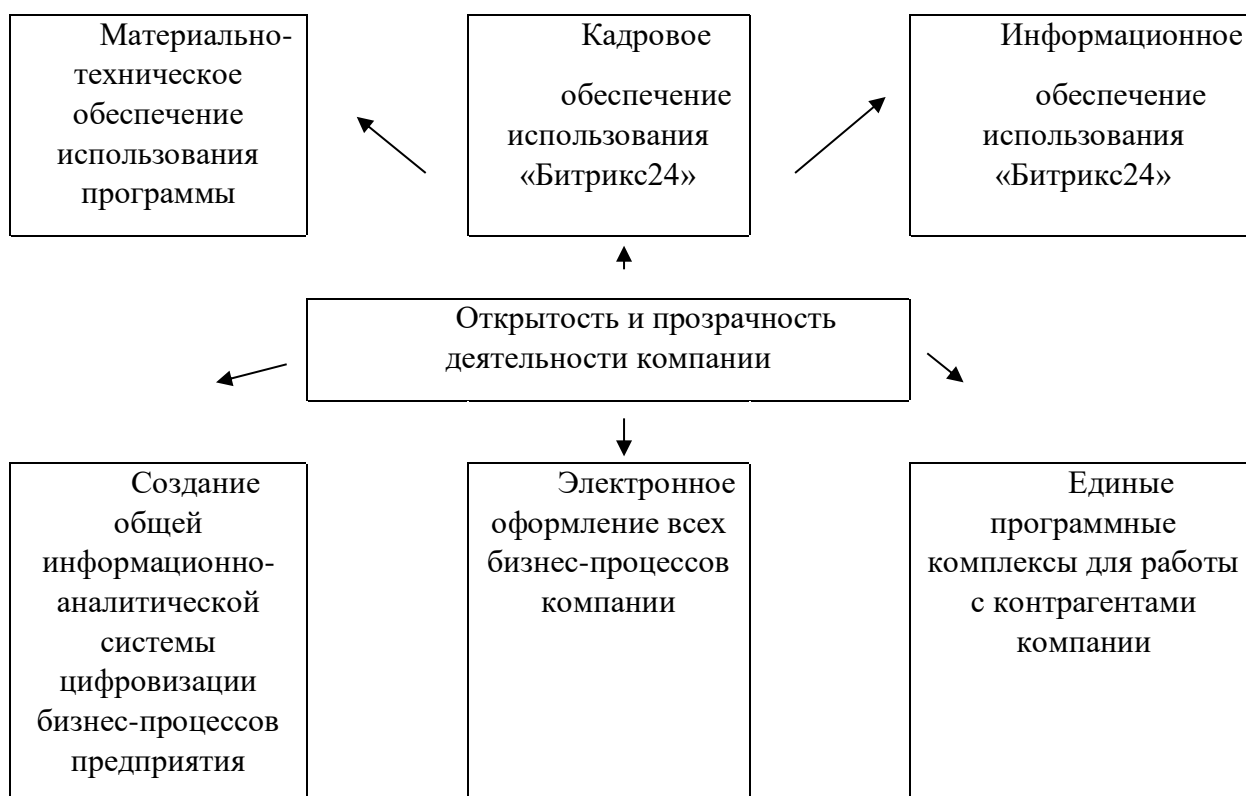 Материально-
техническое
обеспечение
использования
программы
Кадровое
обеспечение
использования
«Битрикс24»
Информационное
обеспечение
использования
«Битрикс24»
Открытость и прозрачность
деятельности компании
Создание
общей
информационно-
аналитической
системы
цифровизации
бизнес-процессов
предприятия
Электронное
оформление всех
бизнес-процессов
компании
Единые
программные
комплексы для работы
с контрагентами
компании